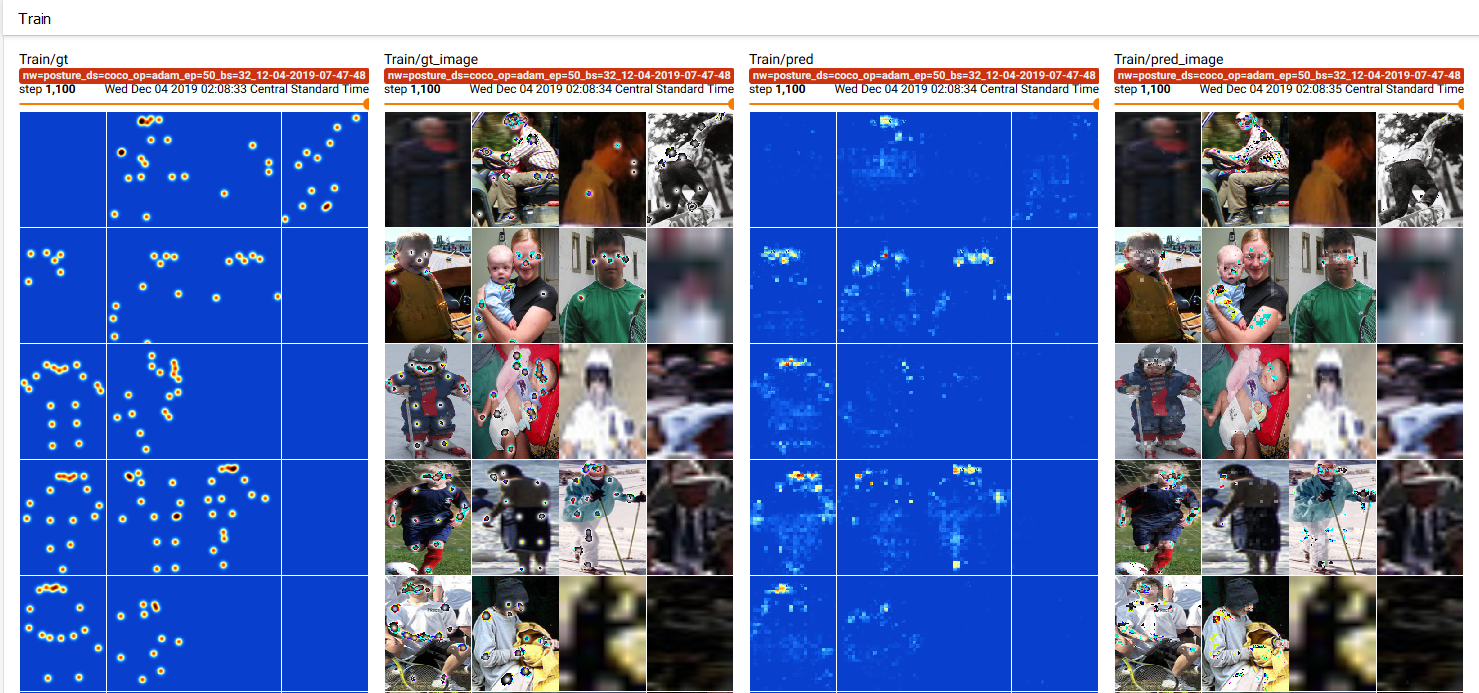 Train
Train/gt
nw=posture_ds=coco_op=adam_ep=50_bs=32_12-04-2019-07-47-48
step 1,100 Wed Dec 04 2019 02:08:33 Central Standard Time
Train/gt_image
nw=posture_ds=coco_op=adam_ep=50_bs=32_12-04-2019-07-47-48
step 1,100 Wed Dec 04 2019 02:08:34 Central Standard Time
Train/pred
nw=posture_ds=coco_op=adam_ep=50_bs=32_12-04-2019-07-47-48
step 1,100 Wed Dec 04 2019 02:08:34 Central Standard Time
Train/pred_image
nw=posture_ds=coco_op=adam_ep=50_bs=32_12-04-2019-07-47-48
step 1,100 Wed Dec 04 2019 02:08:35 Central Standard Time